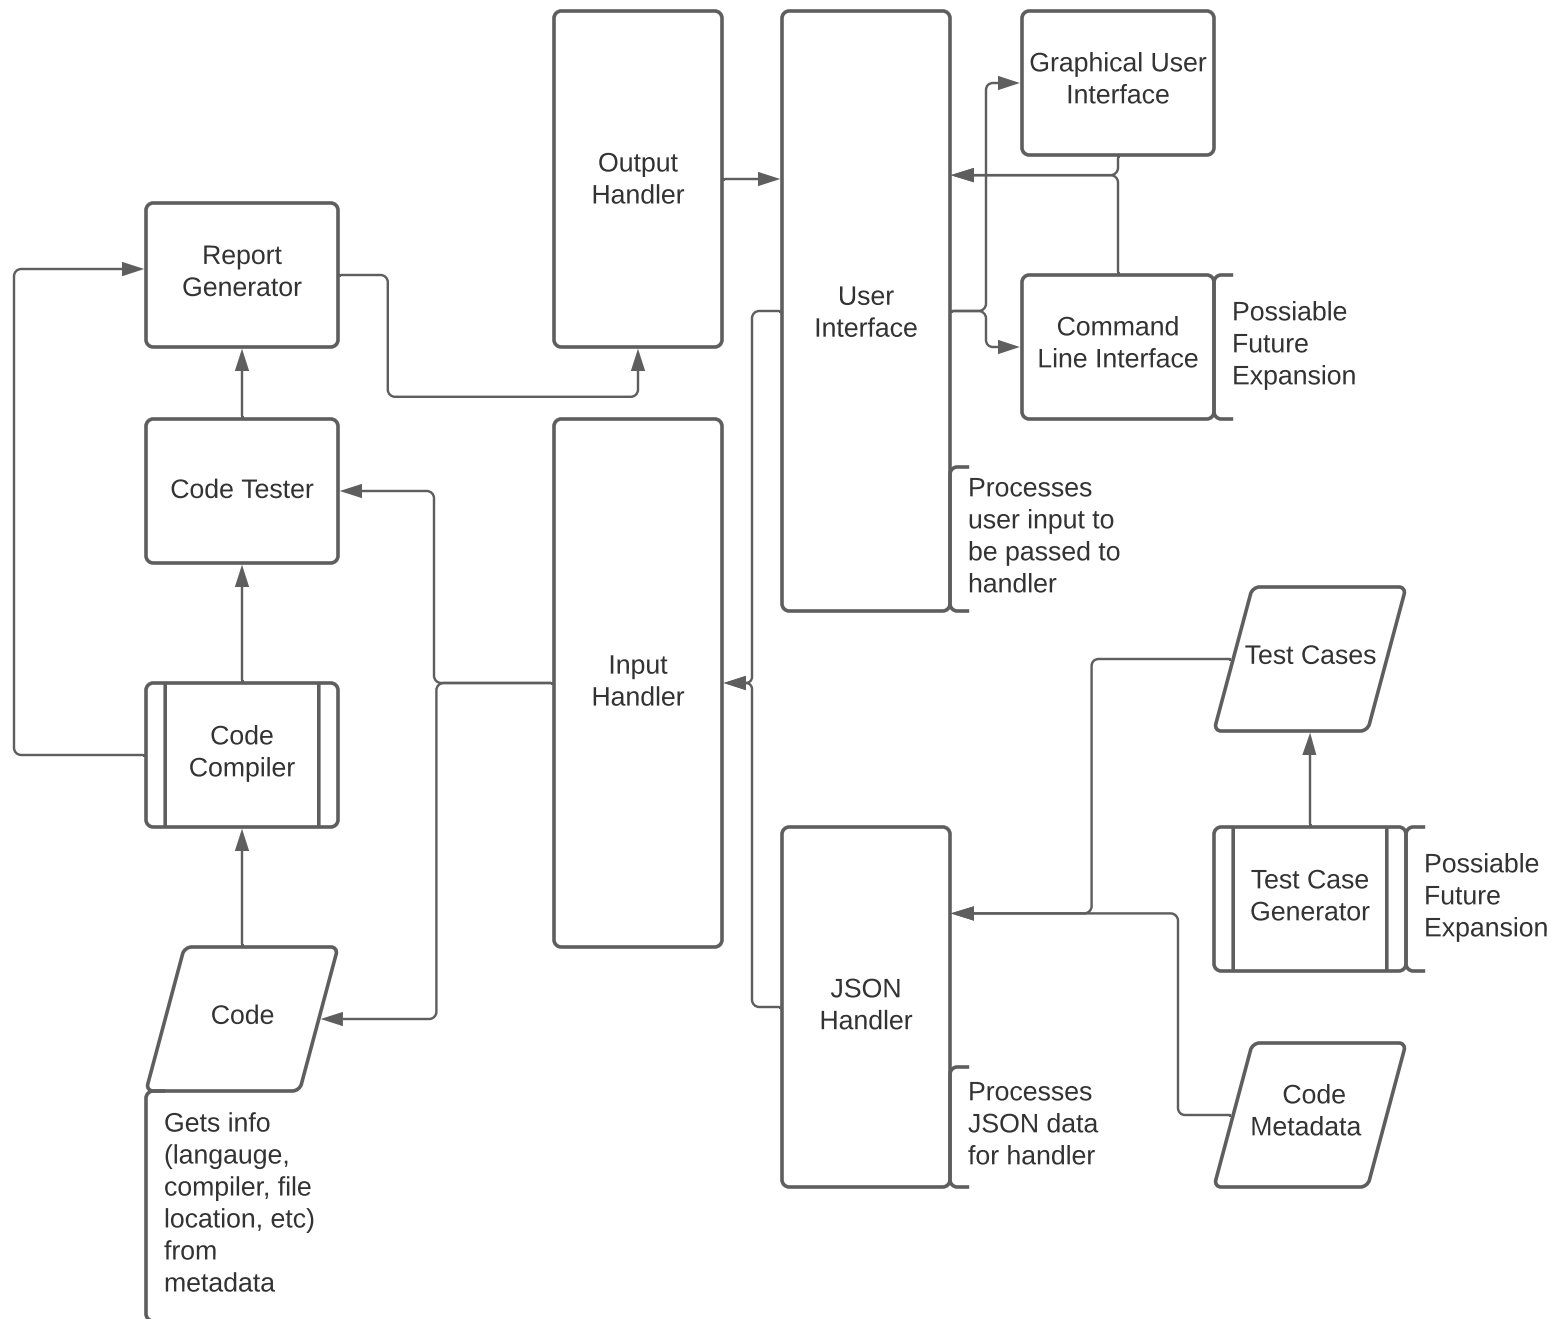 Graphical User
Interface
Output
Handler
Report
Generator
User
Interface
Command
Line Interface
Possiable
Future
Expansion
Code Tester
Processes
user input to
be passed to
handler
Input
Handler
Test Cases
Code
Compiler
Test Case
Generator
Possiable
Future
Expansion
JSON
Handler
Code
Processes
JSON data
for handler
Code
Metadata
Gets info
(langauge,
compiler, file
location, etc)
from
metadata